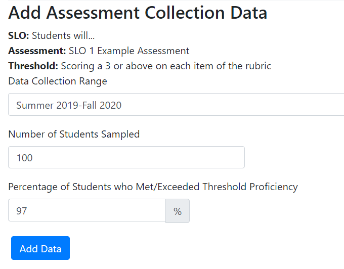 Add Assessment Collection Data
SLO: Students will...
Assessment: SLO 1 Example Assessment
Threshold: Scoring a 3 or above on each item of the rubric
Data Collection Range
Summer 2019-Fall 2020
Number of Students Sampled
100
Percentage of Students who Met/Exceeded Threshold Proficiency
97 %
Add Data